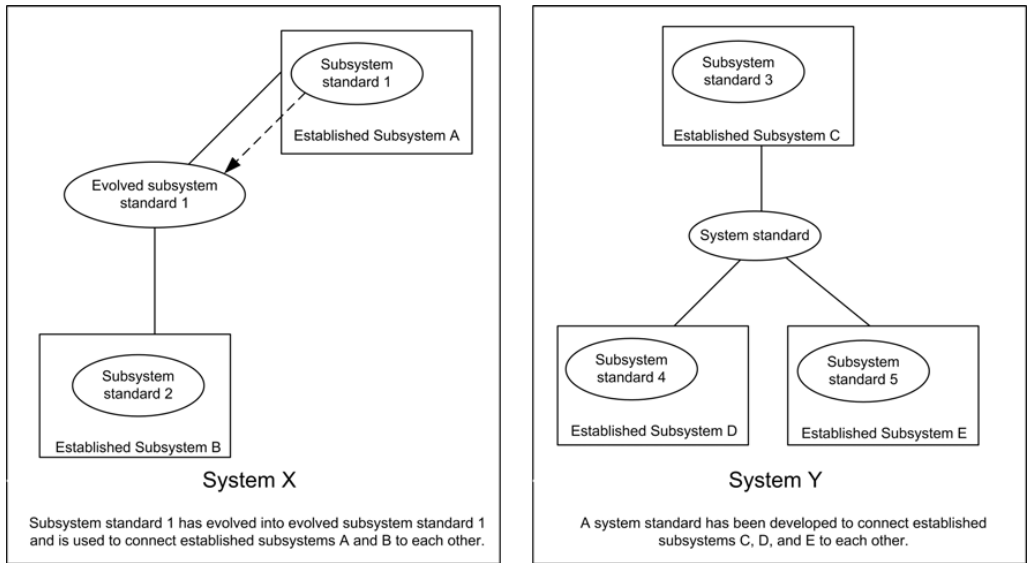 Subsystem
standard 1
Established Subsystem A
Evolved subsystem
standard 1
Subsystem
standard 2
Established Subsystem B
System X
Subsystem standard 1 has evolved into evolved subsystem standard 1
and is used to connect established subsystems A and B to each other.
Subsystem
standard 3
Established Subsystem C
System standard
Subsystem
standard 4
Established Subsystem D
Subsystem
standard 5
Established Subsystem E
System Y
A system standard has been developed to connect established
subsystems C, D, and E to each other.